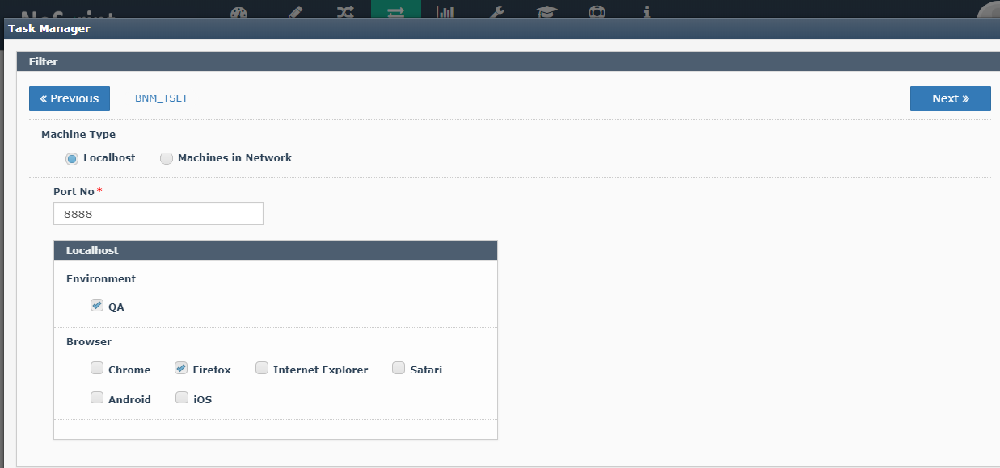 Task Manager
Filter
« Previous BNM_TSET Next »
Machine Type
Localhost Machines in Network
Port No *
8888
Localhost
Environment
QA
Browser
Chrome Firefox Internet Explorer Safari
Android iOS